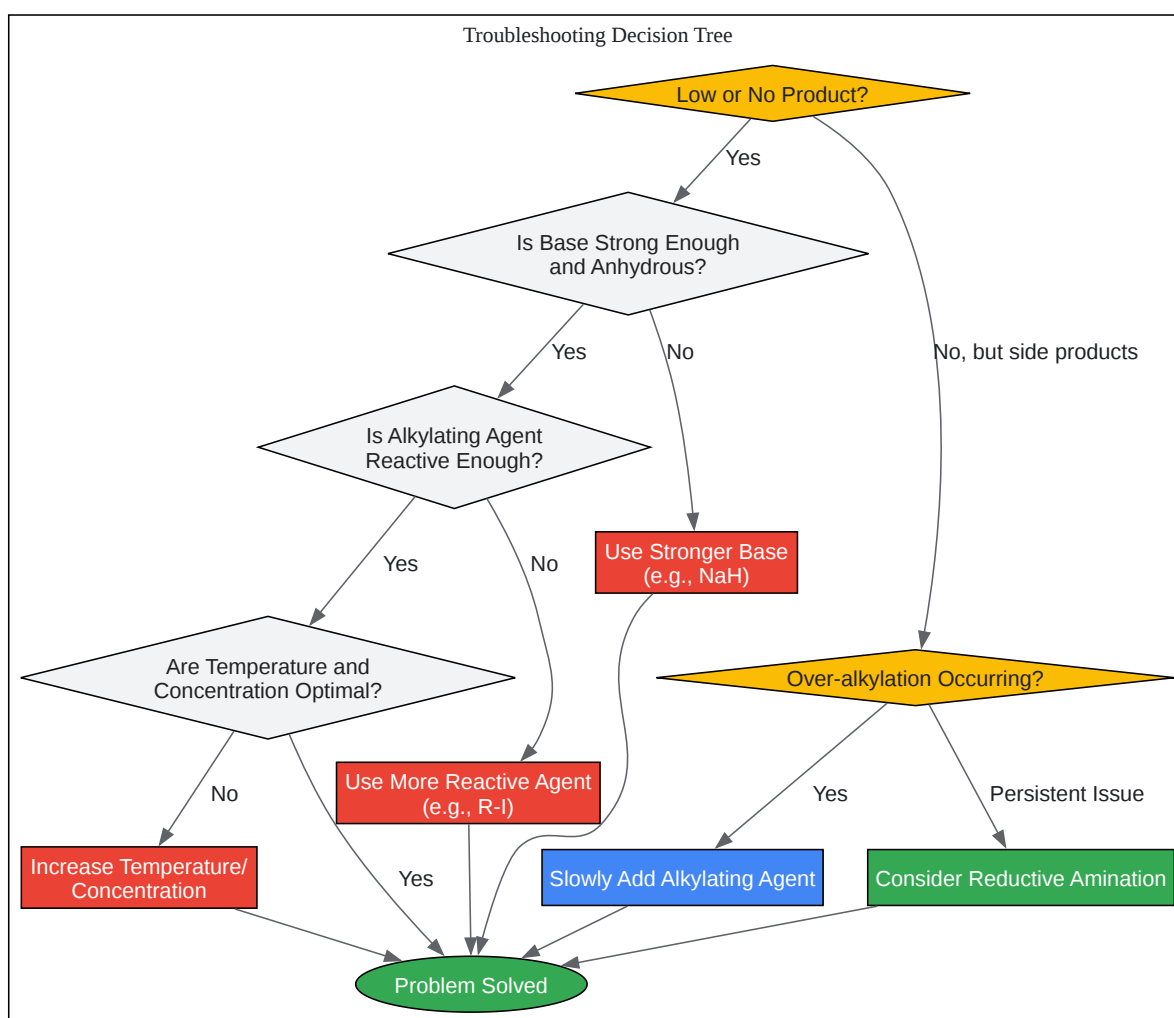 Troubleshooting Decision Tree
Low or No Product?
Yes
Is Base Strong Enough
and Anhydrous?
Yes
No
No, but side products
Is Alkylating Agent
Reactive Enough?
Yes
No
Use Stronger Base
(e.g., NaH)
Are Temperature and
Concentration Optimal?
Over-alkylation Occurring?
No
Use More Reactive Agent
(e.g., R-I)
Yes
Persistent Issue
Increase Temperature/
Concentration
Yes
Slowly Add Alkylating Agent
Consider Reductive Amination
Problem Solved